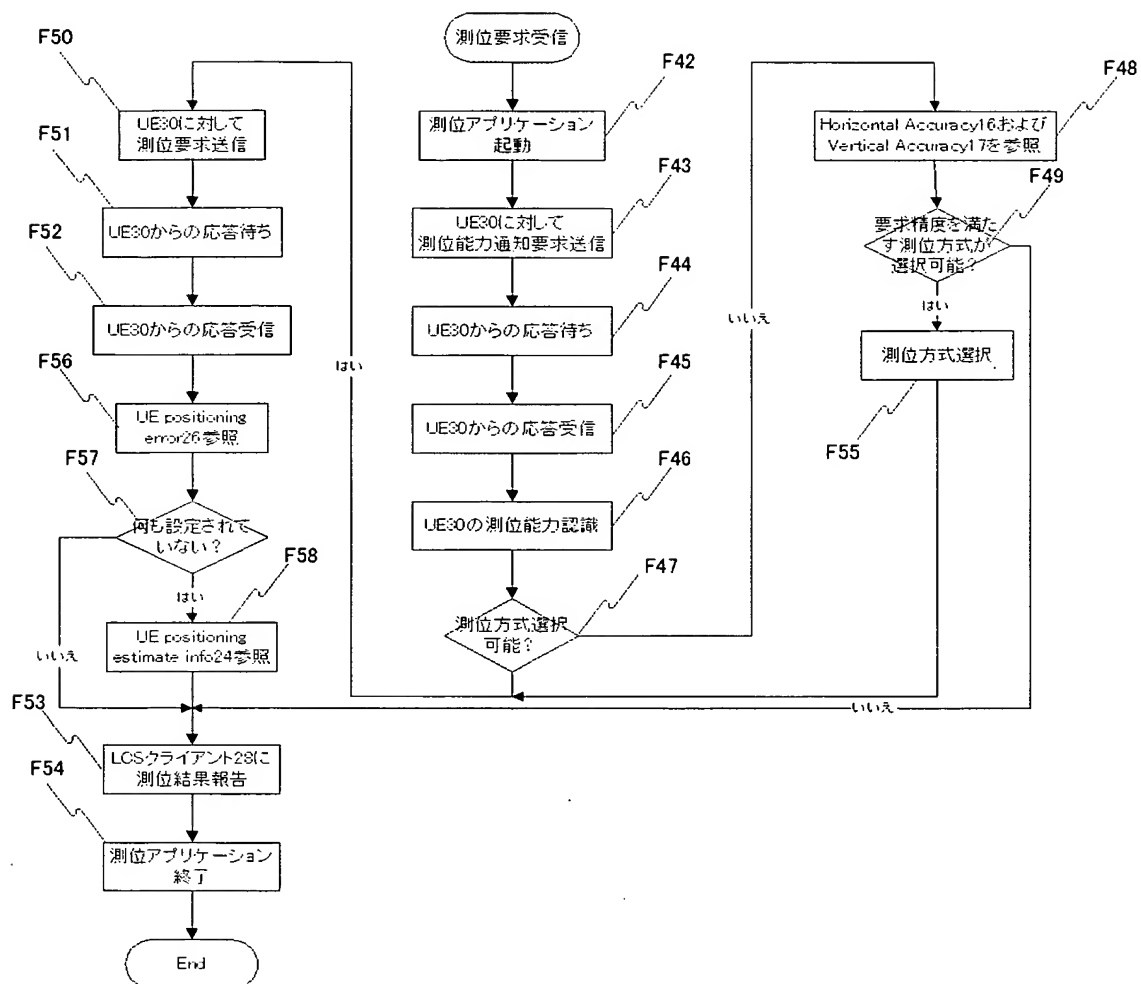 測位要求受信
F42
測位アプリケーション
起動
F43
UE30に対して
測位能力通知要求送信
F44
UE30からの応答待ち
F45
UE30からの応答受信
F46
UE30の測位能力認識
F47
測位方式選択
可能？
いいえ
はい
F48
Horizontal Accuracy16および
Vertical Accuracy17を参照
F49
要求精度を満た
す測位方式が
選択可能？
はい
いいえ
測位方式選択
F55
F50
UE30に対して
測位要求送信
F51
UE30からの応答待ち
F52
UE30からの応答受信
F56
UE positioning
error26参照
F57
何も設定されて
いない？
はい
いいえ
F58
UE positioning
estimate info24参照
F53
LCSクライアント28に
測位結果報告
F54
測位アプリケーション
終了
End